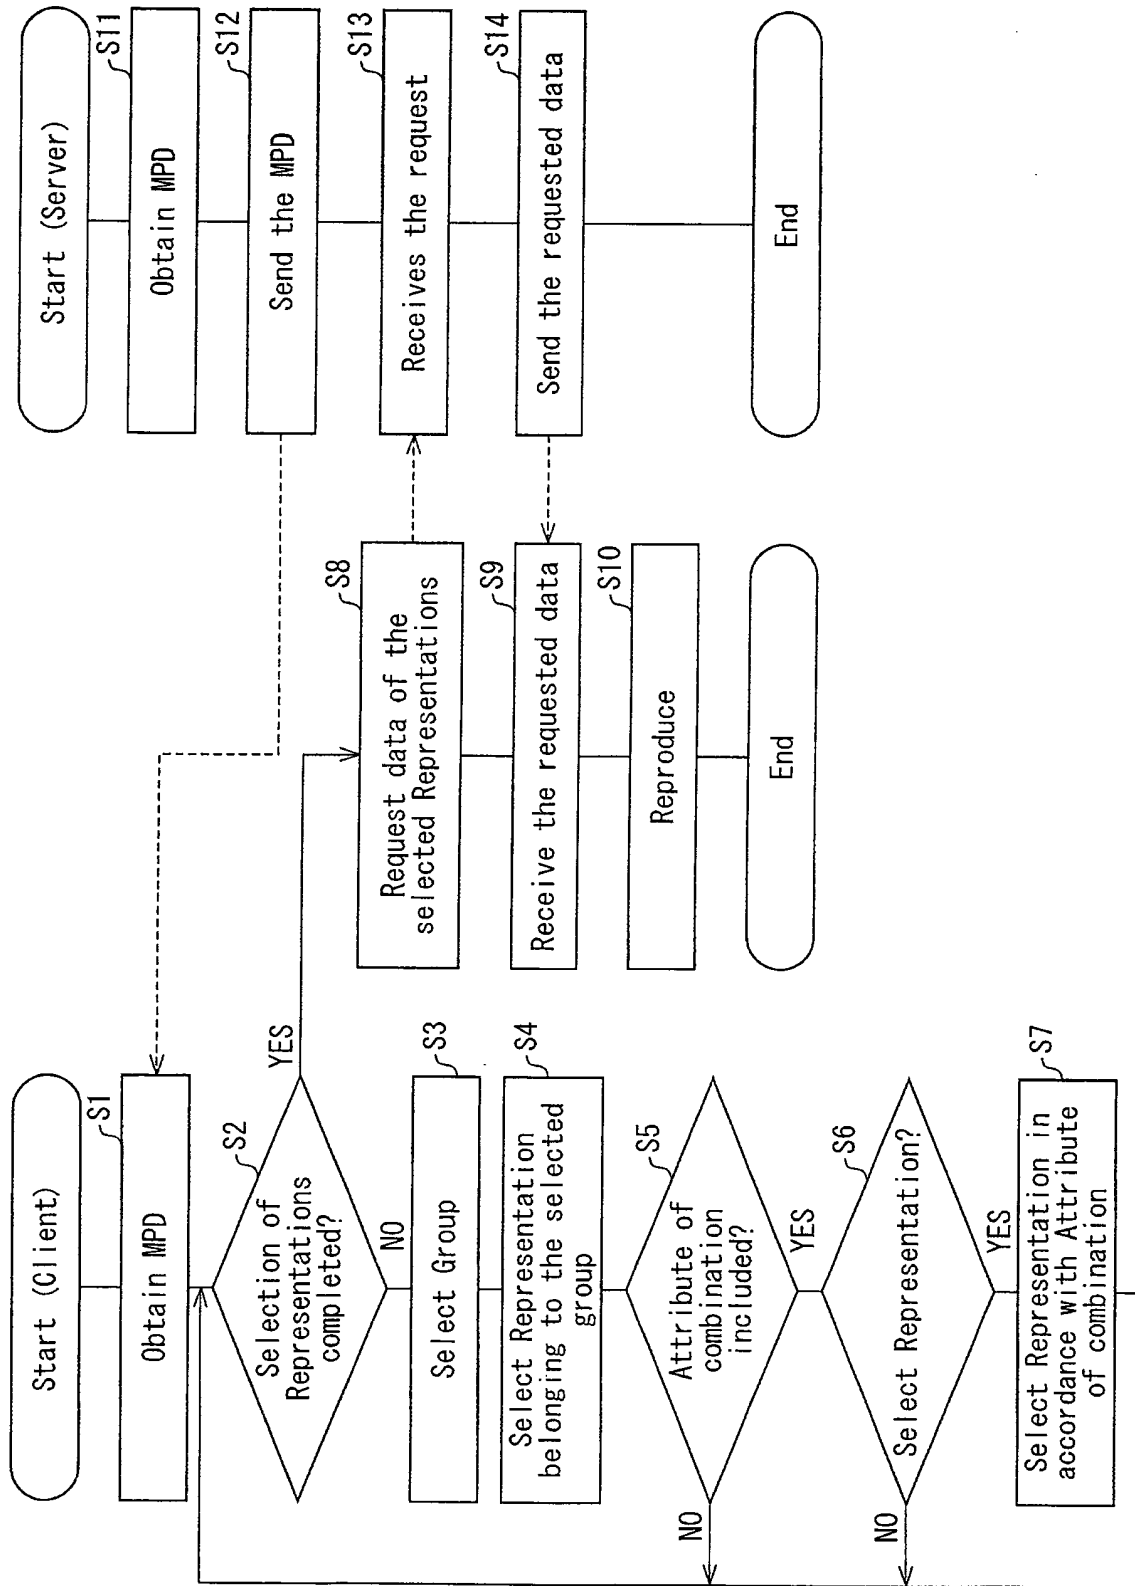 Start (Client)
S1
Obtain MPD
S2
Selection of
Representations
completed?
YES
NO
S3
Select Group
S4
Select Representation
belonging to the selected
group
S5
Attribute of
combination
included?
NO
YES
S6
Select Representation?
NO
YES
S7
Select Representation in
accordance with Attribute
of combination
S8
Request data of the
selected Representations
S9
Receive the requested data
S10
Reproduce
End
Start (Server)
S11
Obtain MPD
S12
Send the MPD
S13
Receives the request
S14
Send the requested data
End